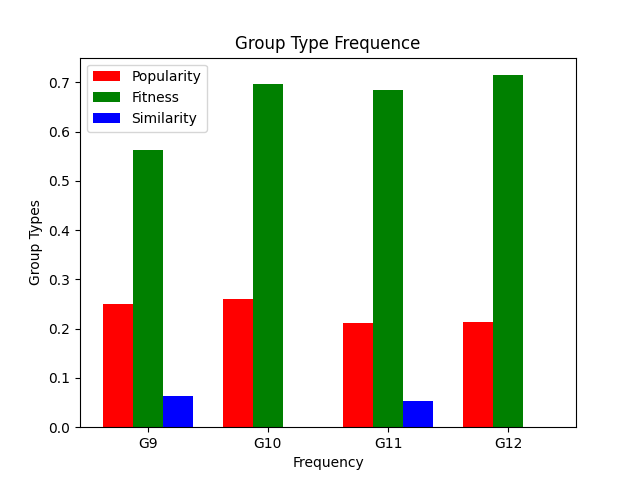 Group Type Frequence
Popularity
Fitness
Similarity
0.7
0.6
0.5
0.4
0.3
0.2
0.1
0.0
Group Types
G9 G10 G11 G12
Frequency